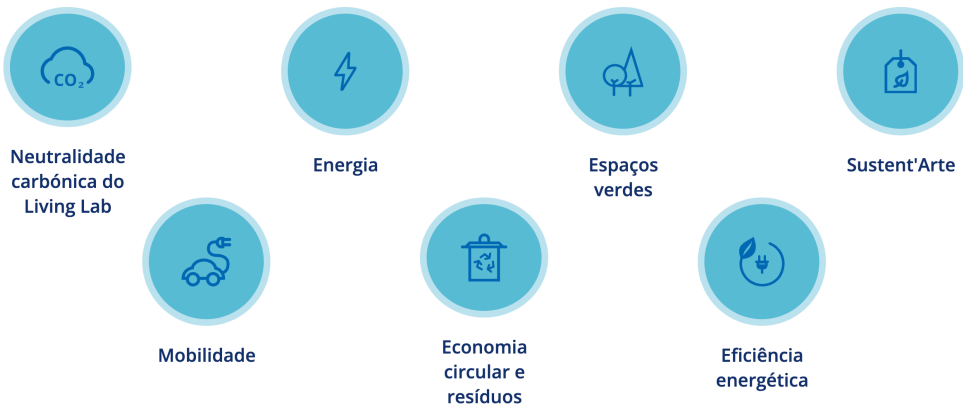 CO₂
Neutralidade
carbónica do
Living Lab
Energia
Espaços
verdes
Sustent'Arte
Mobilidade
Economia
circular e
resíduos
Eficiência
energética